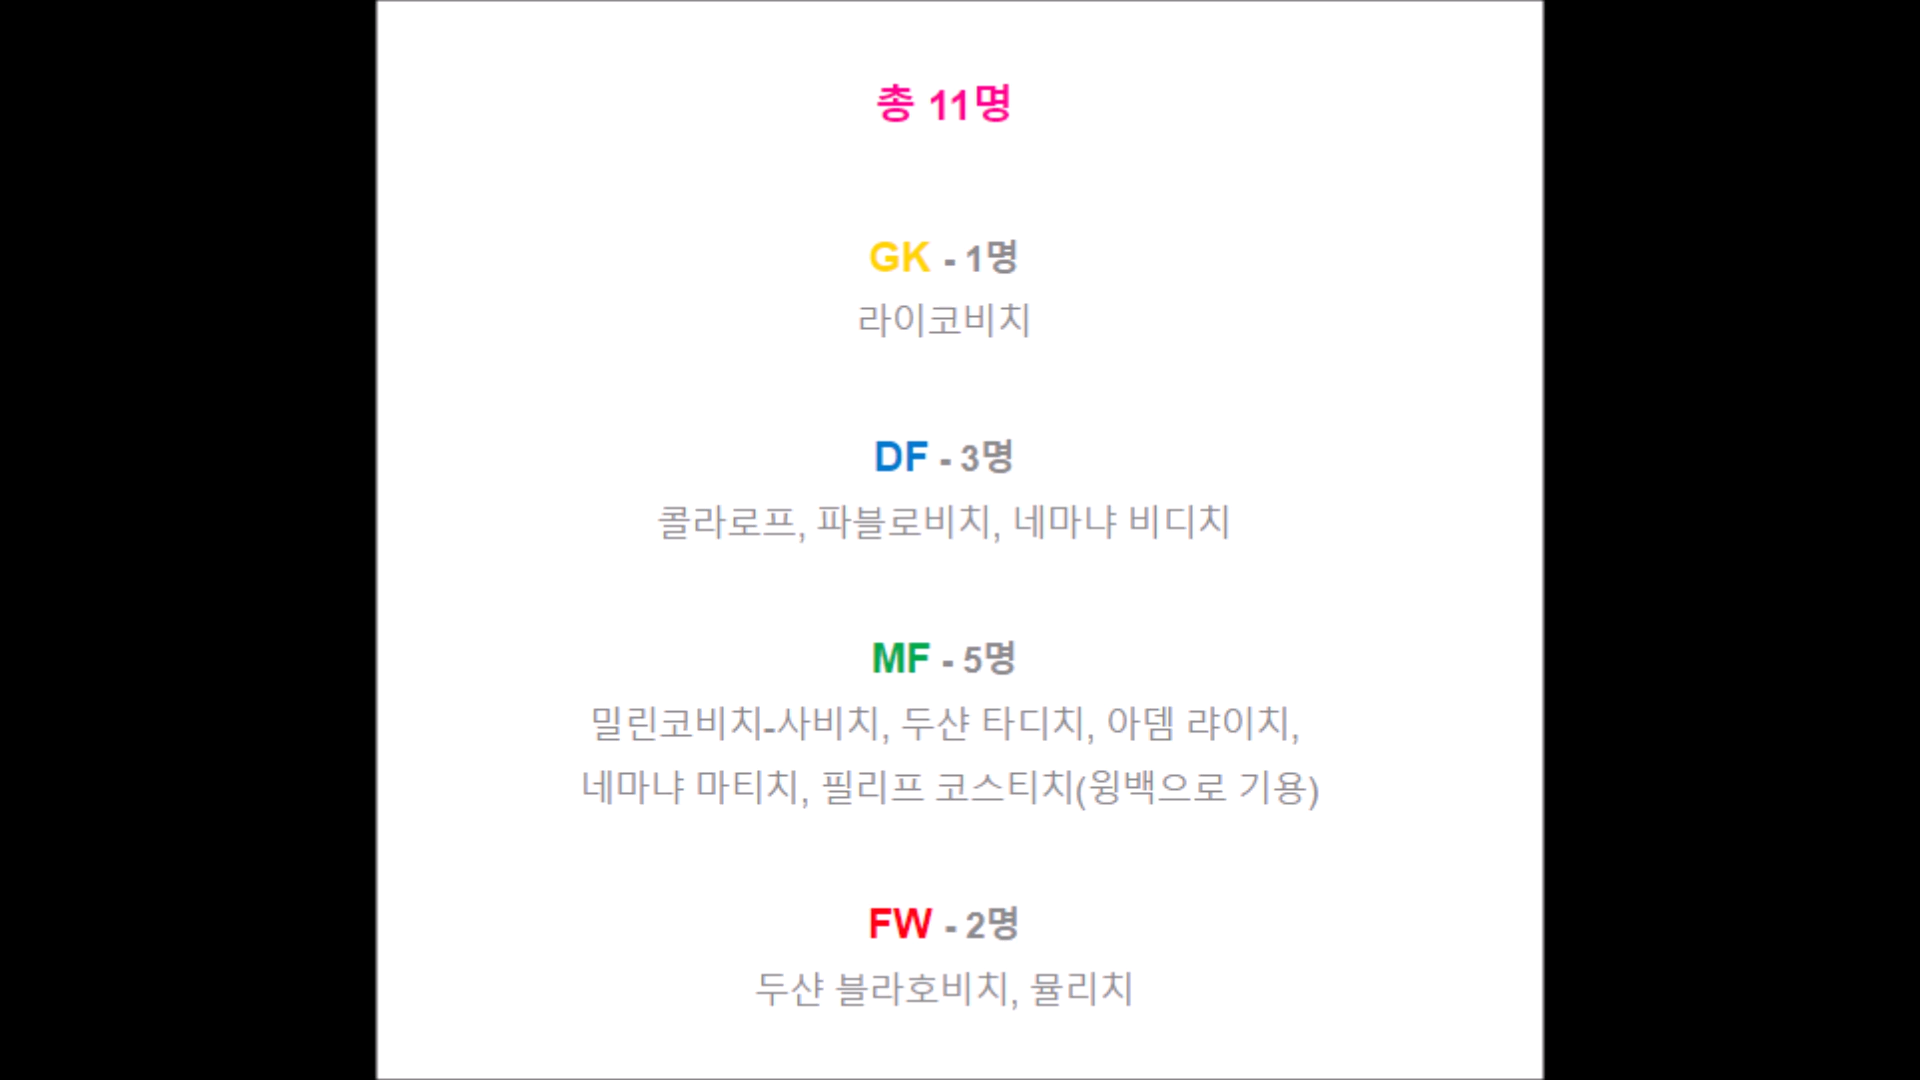 총 11명
GK - 1명
라이코비치
DF - 3명
콜라로프, 파블로비치, 네마냐 비디치
MF - 5명
밀린코비치-사비치, 두샨 타디치, 아뎀 랴이치,
네마냐 마티치, 필리프 코스티치(윙백으로 기용)
FW - 2명
두샨 블라호비치, 뮬리치